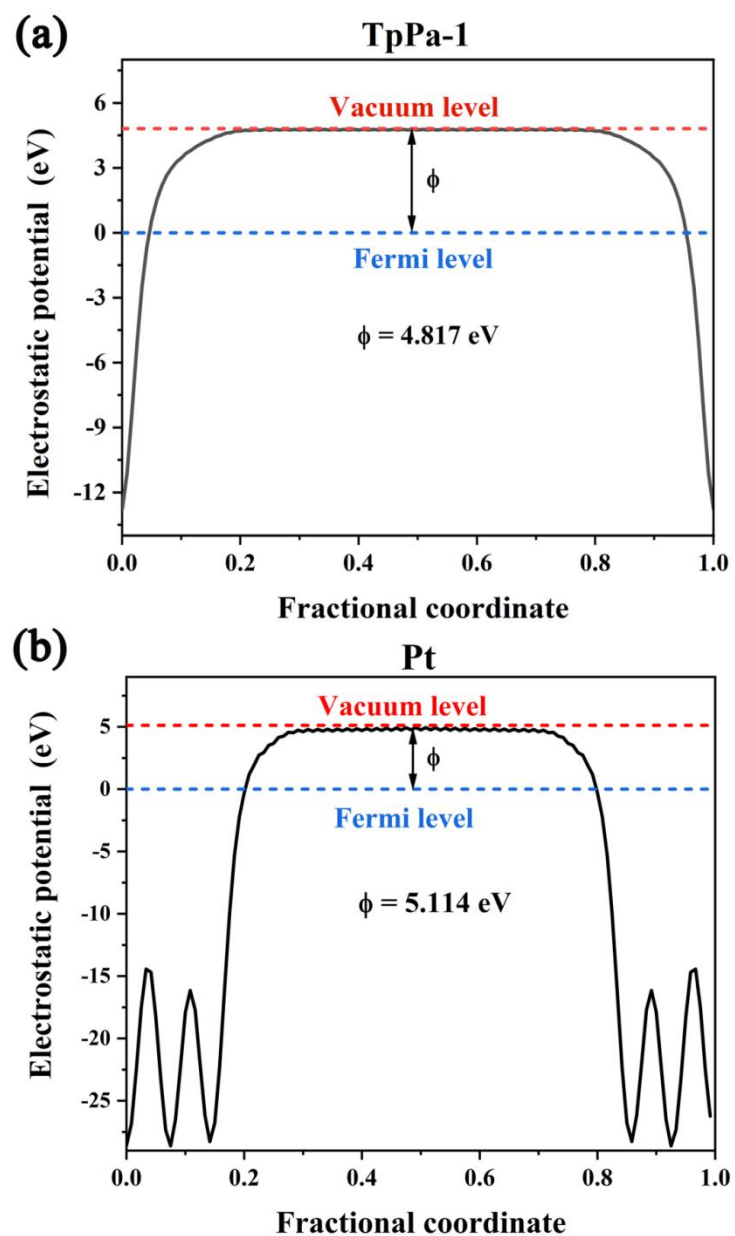 (a)
TpPa-1
Electrostatic potential (eV)
6
3
0
-3
-6
-9
-12
Vacuum level
ϕ
Fermi level
ϕ = 4.817 eV
0.0 0.2 0.4 0.6 0.8 1.0
Fractional coordinate
(b)
Pt
Electrostatic potential (eV)
5
0
-5
-10
-15
-20
-25
Vacuum level
ϕ
Fermi level
ϕ = 5.114 eV
0.0 0.2 0.4 0.6 0.8 1.0
Fractional coordinate